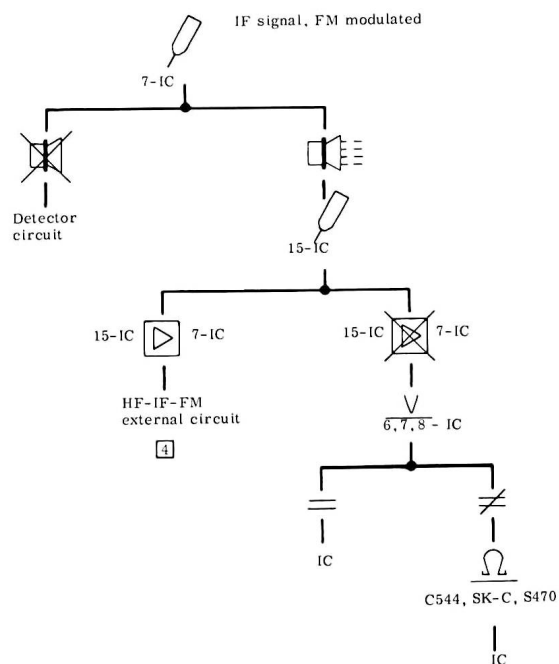 IF signal, FM modulated
7-IC
Detector
circuit
15-IC
15-IC 7-IC
15-IC 7-IC
HF-IF-FM
external circuit
4
V
6,7,8 - IC
IC
Ω
C544, SK-C, S470
IC